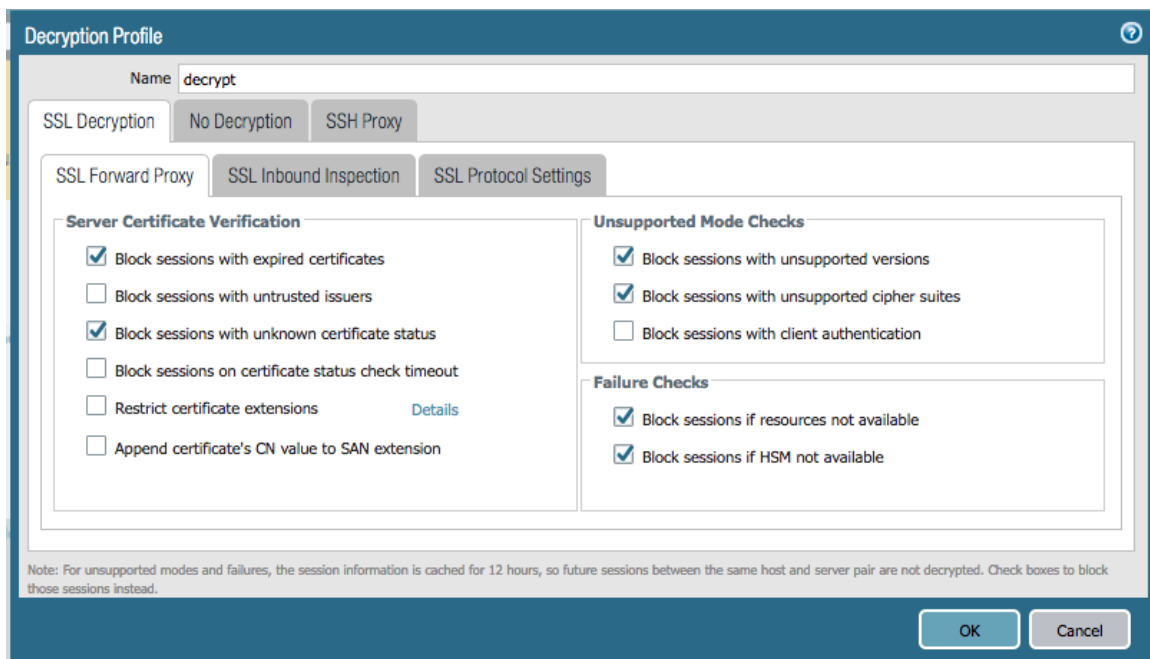 Decryption Profile
Name decrypt
SSL Decryption No Decryption SSH Proxy
SSL Forward Proxy SSL Inbound Inspection SSL Protocol Settings
Server Certificate Verification
Block sessions with expired certificates
Block sessions with untrusted issuers
Block sessions with unknown certificate status
Block sessions on certificate status check timeout
Restrict certificate extensions Details
Append certificate's CN value to SAN extension
Unsupported Mode Checks
Block sessions with unsupported versions
Block sessions with unsupported cipher suites
Block sessions with client authentication
Failure Checks
Block sessions if resources not available
Block sessions if HSM not available
Note: For unsupported modes and failures, the session information is cached for 12 hours, so future sessions between the same host and server pair are not decrypted. Check boxes to block
those sessions instead.
OK Cancel